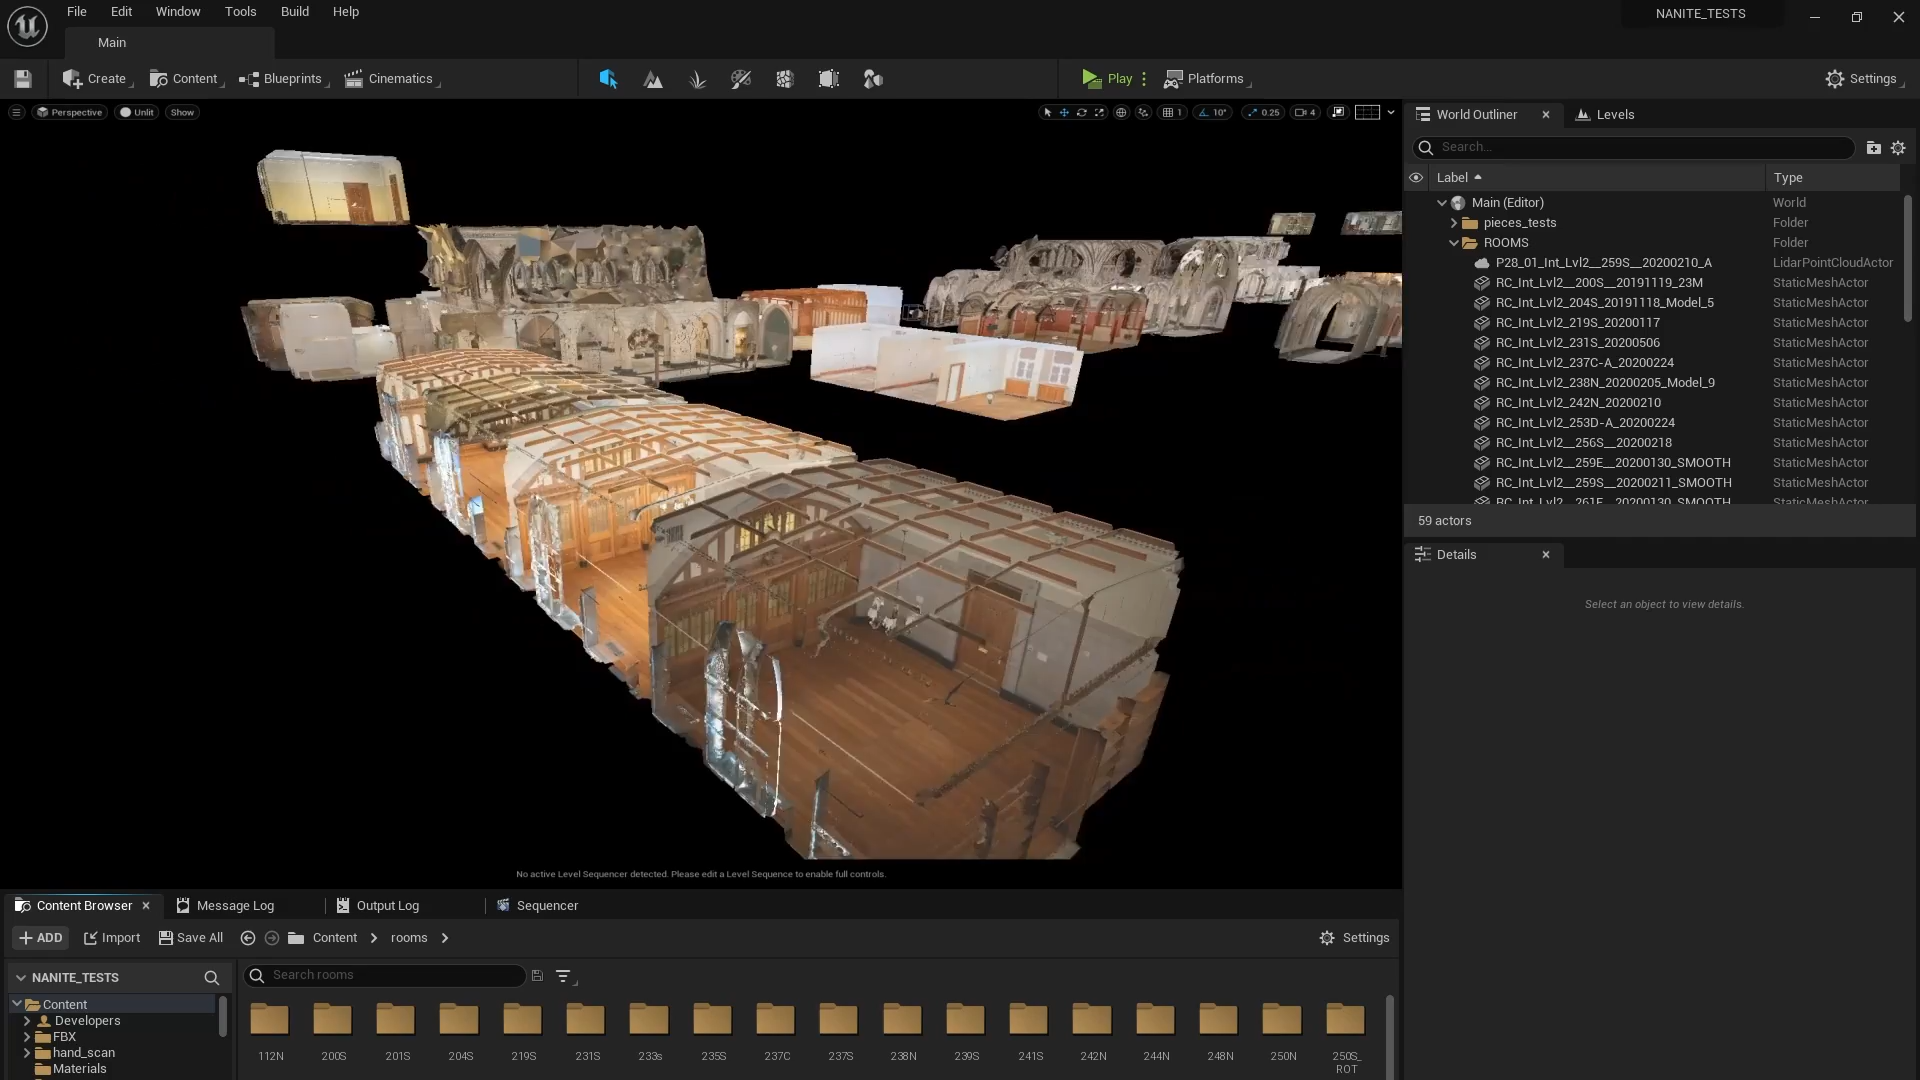 File Edit Window Tools Build Help
NANITE_TESTS
Main
Create Content Blueprints Cinematics Play Platforms Settings
Perspective Unlit Show
1 10° 0.25 4
World Outliner Levels
Search...
Label Type
Main (Editor) World
pieces_tests Folder
ROOMS Folder
P28_01_Int_Lvl2__259S__20200210_A LidarPointCloudActor
RC_Int_Lvl2__200S__20191119_23M StaticMeshActor
RC_Int_Lvl2_204S_20191118_Model_5 StaticMeshActor
RC_Int_Lvl2_219S_20200117 StaticMeshActor
RC_Int_Lvl2_231S_20200506 StaticMeshActor
RC_Int_Lvl2_237C-A_20200224 StaticMeshActor
RC_Int_Lvl2_238N_20200205_Model_9 StaticMeshActor
RC_Int_Lvl2_242N_20200210 StaticMeshActor
RC_Int_Lvl2_253D-A_20200224 StaticMeshActor
RC_Int_Lvl2__256S__20200218 StaticMeshActor
RC_Int_Lvl2__259E__20200130_SMOOTH StaticMeshActor
RC_Int_Lvl2__259S__20200211_SMOOTH StaticMeshActor
RC_Int_Lvl2__261E__20200130_SMOOTH StaticMeshActor
59 actors
Details
Select an object to view details.
No active Level Sequencer detected. Please edit a Level Sequence to enable full controls.
Content Browser Message Log Output Log Sequencer
ADD Import Save All Content rooms Settings
NANITE_TESTS
Search rooms
Content
Developers
FBX
hand_scan
Materials
112N 200S 201S 204S 219S 231S 233s 235S 237C 237S 238N 239S 241S 242N 244N 248N 250N 250S_
ROT